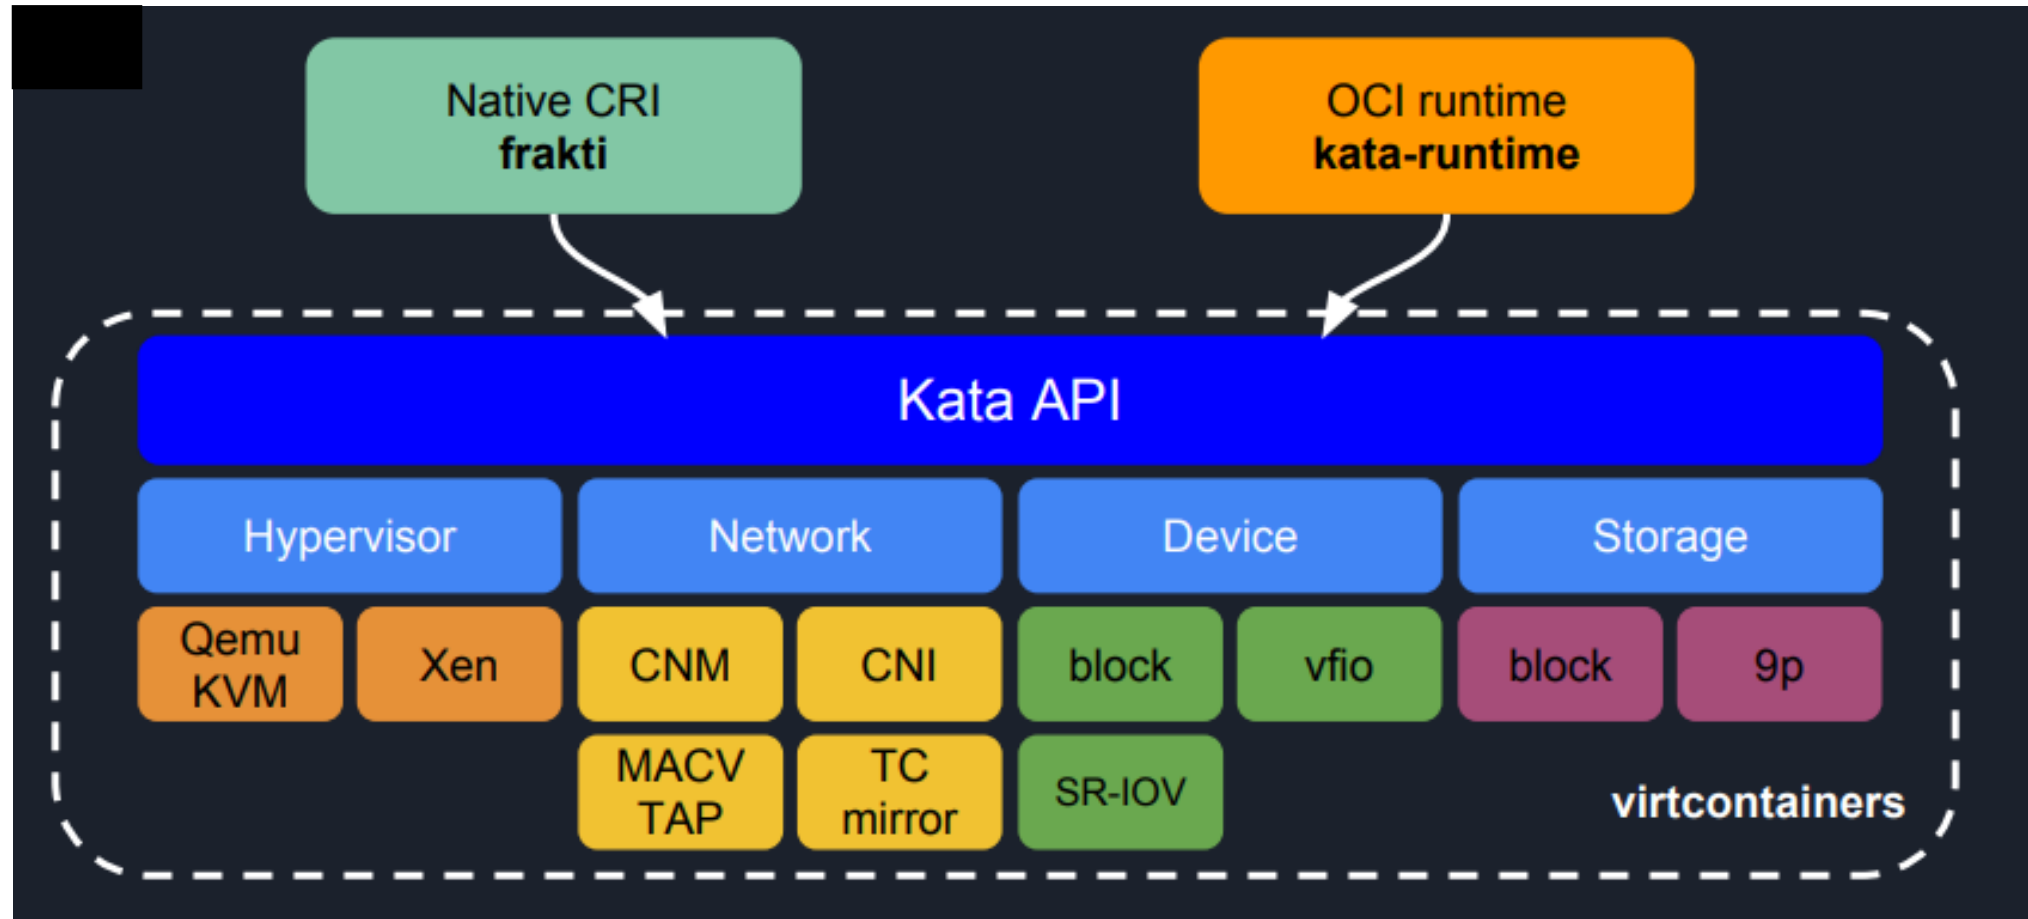 Native CRI
frakti
OCI runtime
kata-runtime
Kata API
Hypervisor
Network
Device
Storage
Qemu
KVM
Xen
CNM
CNI
block
vfio
block
9p
MACV
TAP
TC
mirror
SR-IOV
virtcontainers